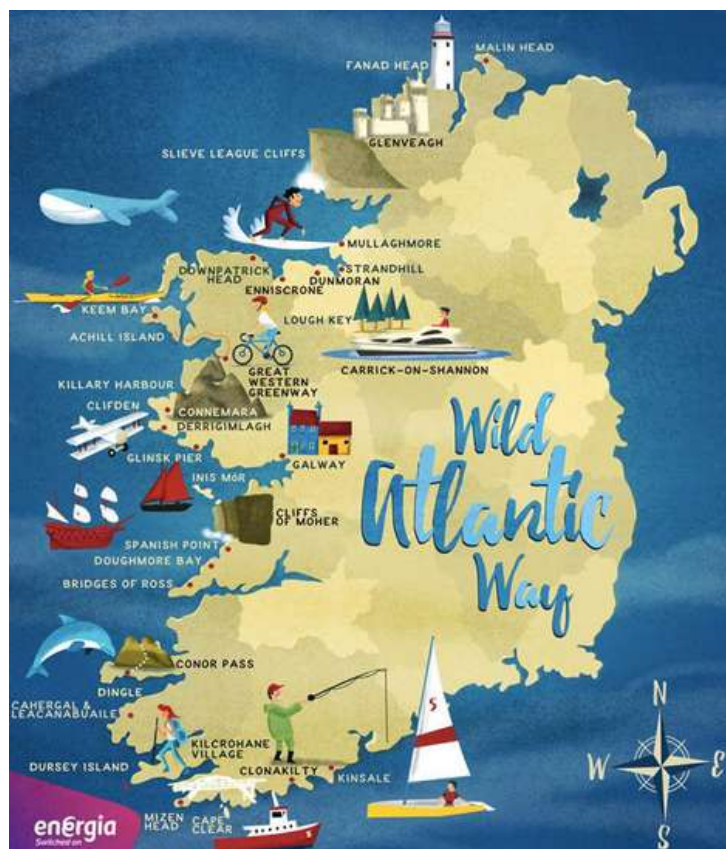 MALIN HEAD
FANAD HEAD
GLENVEAGH
SLIEVE LEAGUE CLIFFS
MULLAGHMORE
STRANDHILL
DOWNPATRICK
HEAD
DUNMORAN
ENNISCRONE
KEEM BAY
LOUGH KEY
ACHILL ISLAND
CARRICK-ON-SHANNON
GREAT
WESTERN
GREENWAY
KILLARY HARBOUR
CLIFDEN
CONNEMARA
DERRIGIMLAGH
GLINSK PIER
GALWAY
INIS MÓR
Wild
Atlantic
Way
CLIFFS
OF MOHER
SPANISH POINT
DOUGHMORE BAY
BRIDGES OF ROSS
CONOR PASS
DINGLE
CAHERGAL &
LEACANABUAILE
S
KILCROHANE
VILLAGE
DURSEY ISLAND
CLONAKILTY
KINSALE
MIZEN
HEAD
CAPE
CLEAR
N
W
E
S
energia
Switched on